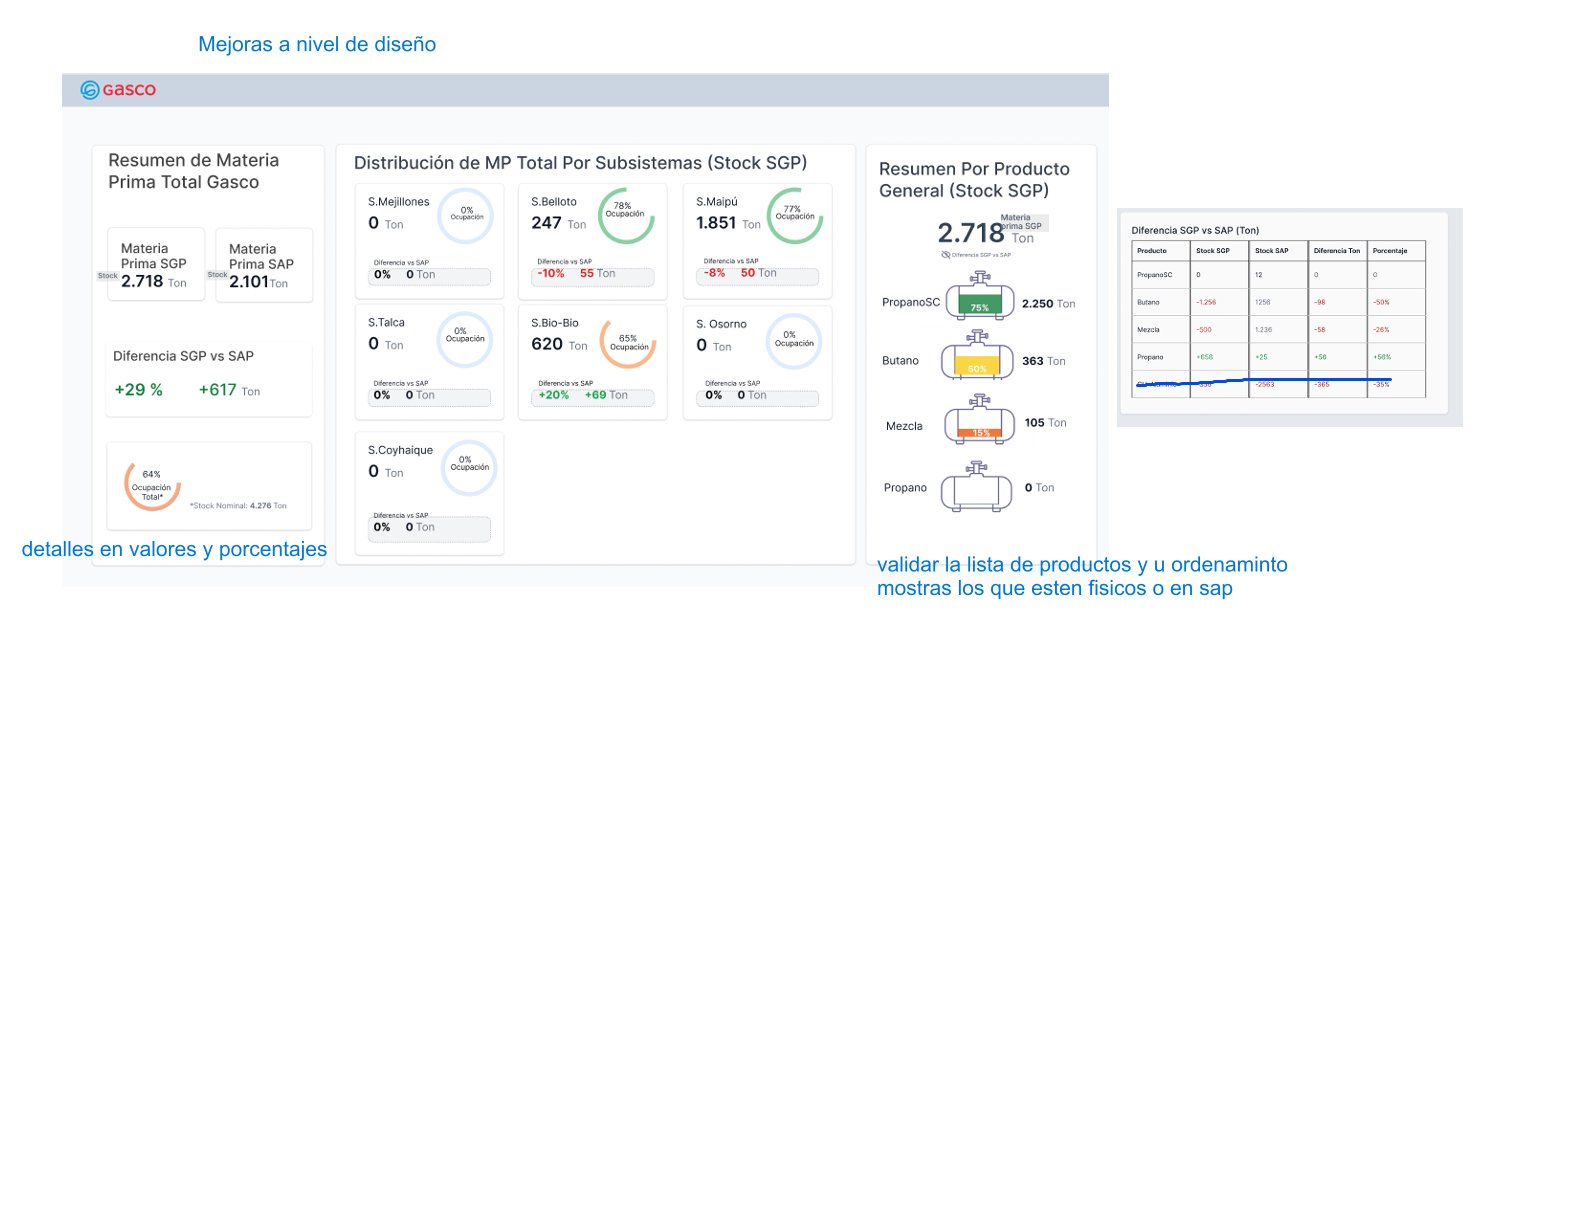 Mejoras a nivel de diseño
Gasco
Resumen de Materia
Prima Total Gasco
Materia
Prima SGP
Stock
2.718 Ton
Materia
Prima SAP
Stock
2.101 Ton
Diferencia SGP vs SAP
+29 % +617 Ton
64%
Ocupación
Total*
*Stock Nominal: 4.276 Ton
detalles en valores y porcentajes
Distribución de MP Total Por Subsistemas (Stock SGP)
S.Mejillones
0 Ton
0%
Ocupación
Diferencia vs SAP
0% 0 Ton
S.Belloto
247 Ton
78%
Ocupación
Diferencia vs SAP
-10% 55 Ton
S.Maipú
1.851 Ton
77%
Ocupación
Diferencia vs SAP
-8% 50 Ton
S.Talca
0 Ton
0%
Ocupación
Diferencia vs SAP
0% 0 Ton
S.Bio-Bio
620 Ton
65%
Ocupación
Diferencia vs SAP
+20% +69 Ton
S. Osorno
0 Ton
0%
Ocupación
Diferencia vs SAP
0% 0 Ton
S.Coyhaique
0 Ton
0%
Ocupación
Diferencia vs SAP
0% 0 Ton
Resumen Por Producto
General (Stock SGP)
Materia
prima SGP
2.718 Ton
Diferencia SGP vs SAP
PropanoSC 75% 2.250 Ton
Butano 50% 363 Ton
Mezcla 15% 105 Ton
Propano 0 Ton
validar la lista de productos y u ordenaminto
mostras los que esten fisicos o en sap
Diferencia SGP vs SAP (Ton)
Producto Stock SGP Stock SAP Diferencia Ton Porcentaje
PropanoSC 0 12 0 0
Butano -1.256 1256 -98 -50%
Mezcla -500 1.236 -58 -26%
Propano +658 +25 +56 +56%
-2563 -365 -35%